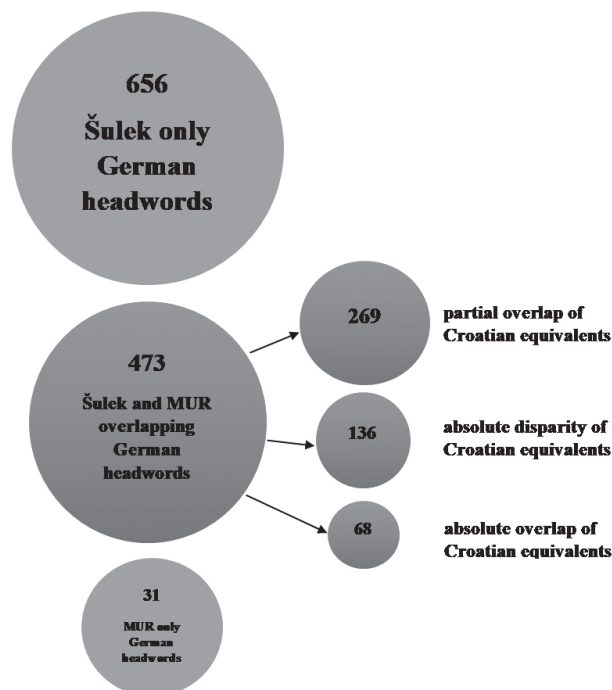 656
Šulek only
German
headwords
473
Šulek and MUR
overlapping
German
headwords
269
partial overlap of
Croatian equivalents
136
absolute disparity of
Croatian equivalents
68
absolute overlap of
Croatian equivalents
31
MUR only
German
headwords